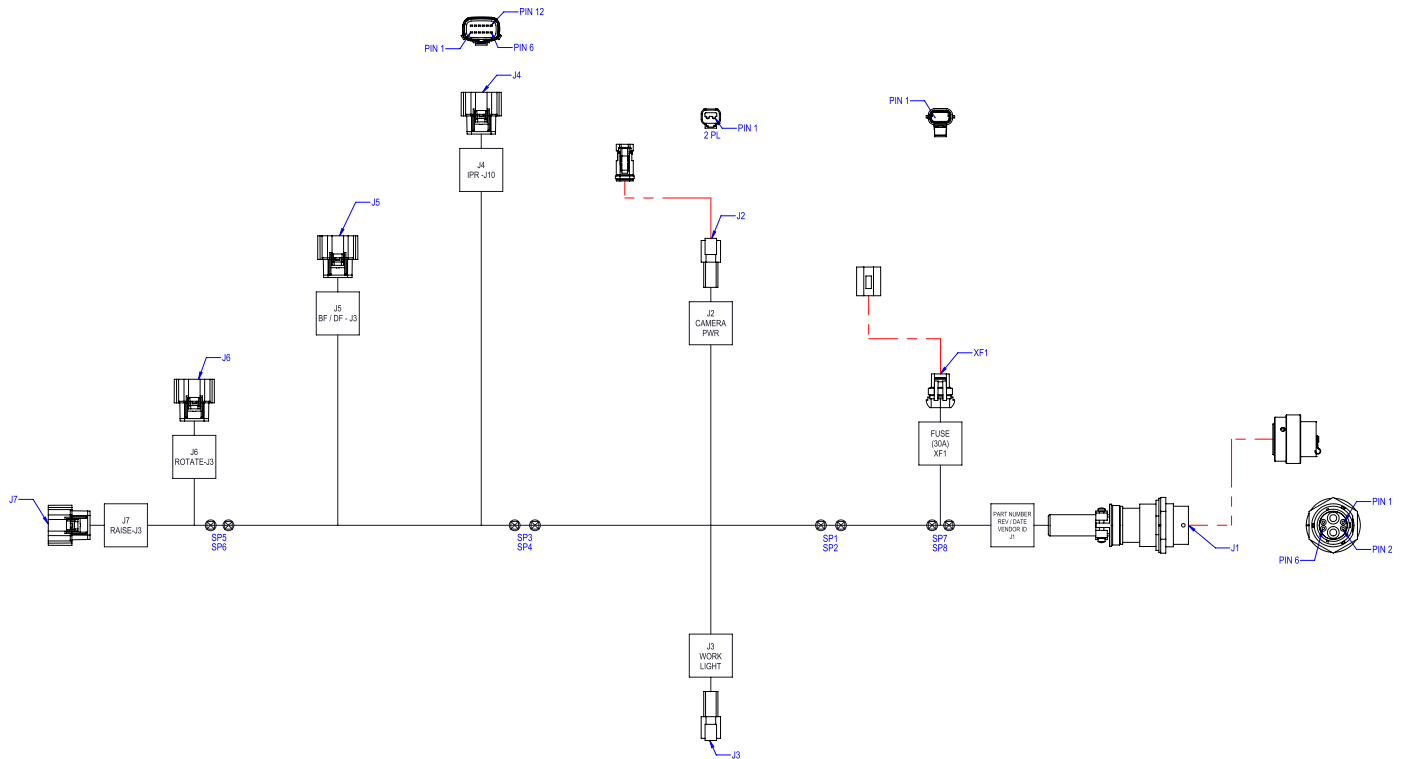 PIN 12
PIN 1
PIN 6
J4
J4
IPR -J10
PIN 1
2 PL
PIN 1
J5
J5
BF / DF - J3
J2
J2
CAMERA
PWR
J6
J6
ROTATE-J3
XF1
FUSE
(30A)
XF1
J7
J7
RAISE-J3
SP5
SP6
SP3
SP4
SP1
SP2
SP7
SP8
PART NUMBER
REV / DATE
VENDOR ID
J1
J1
PIN 1
PIN 2
PIN 6
J3
WORK
LIGHT
J3